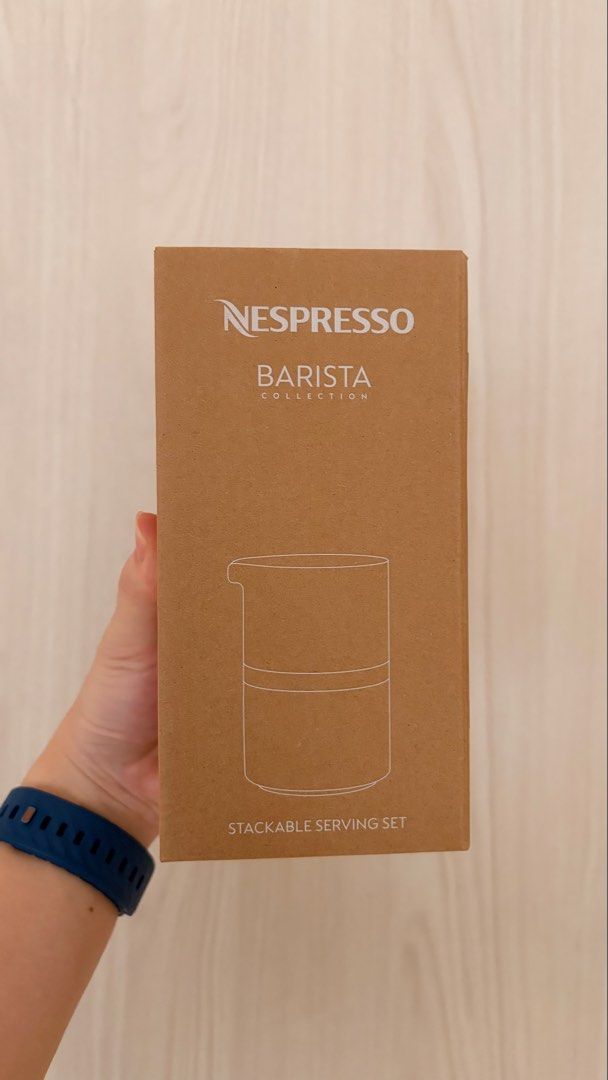 NESPRESSO
BARISTA
COLLECTION
STACKABLE SERVING SET